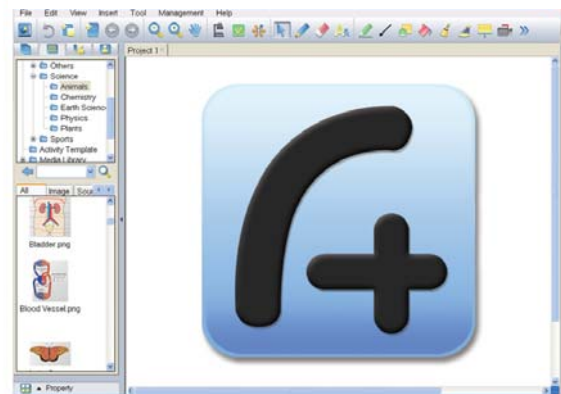 File Edit View Insert Tool Management Help
Project 1
Others
Science
Animals
Chemistry
Earth Science
Physics
Plants
Sports
Activity Template
Media Library
All Image
Bladder.png
Blood Vessel.png
Property